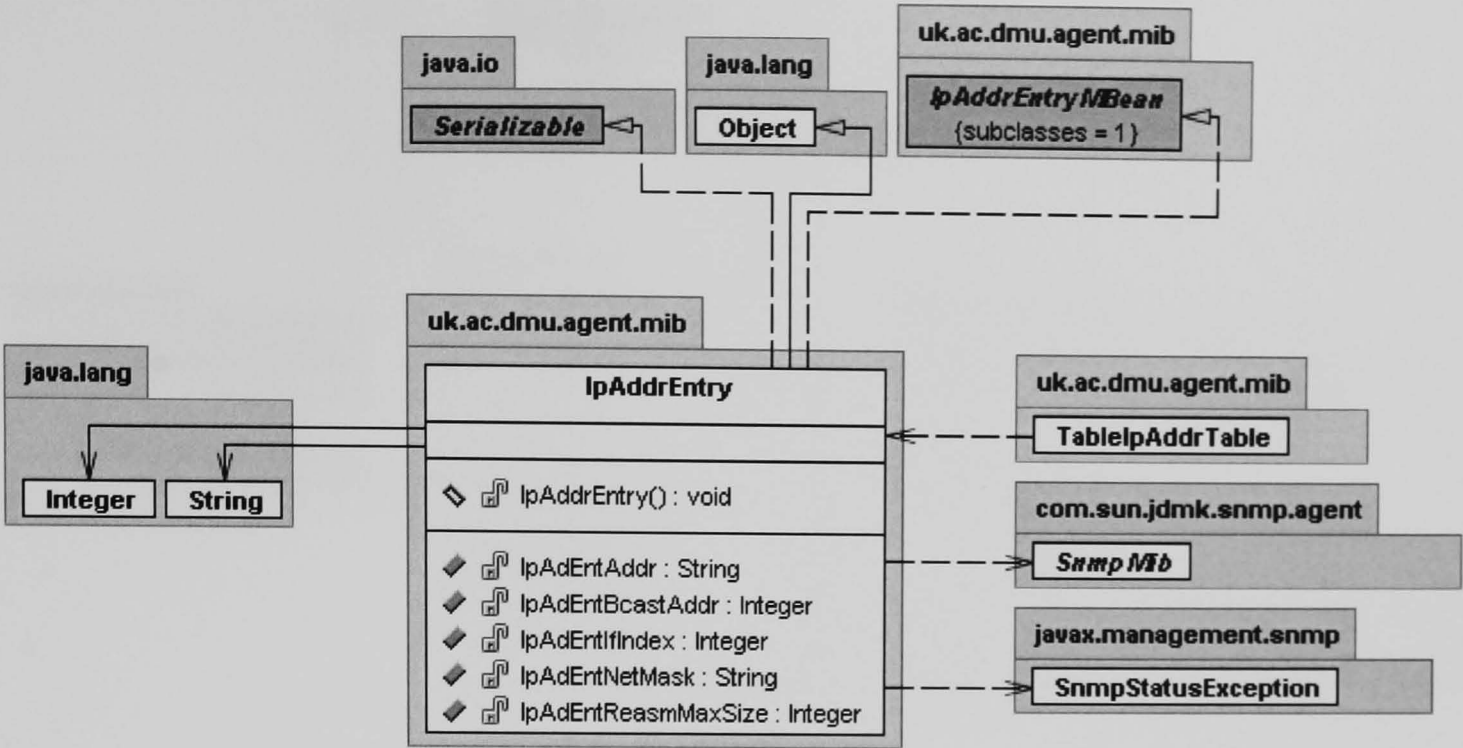 java.io
Serializable
java.lang
Object
uk.ac.dmu.agent.mib
IpAddrEntryMBean
{subclasses = 1}
uk.ac.dmu.agent.mib
IpAddrEntry
IpAddrEntry() : void
IpAdEntAddr : String
IpAdEntBcastAddr : Integer
IpAdEntIfIndex : Integer
IpAdEntNetMask : String
IpAdEntReasmMaxSize : Integer
java.lang
Integer
String
uk.ac.dmu.agent.mib
TableIpAddrTable
com.sun.jdmk.snmp.agent
SnmpMib
javax.management.snmp
SnmpStatusException